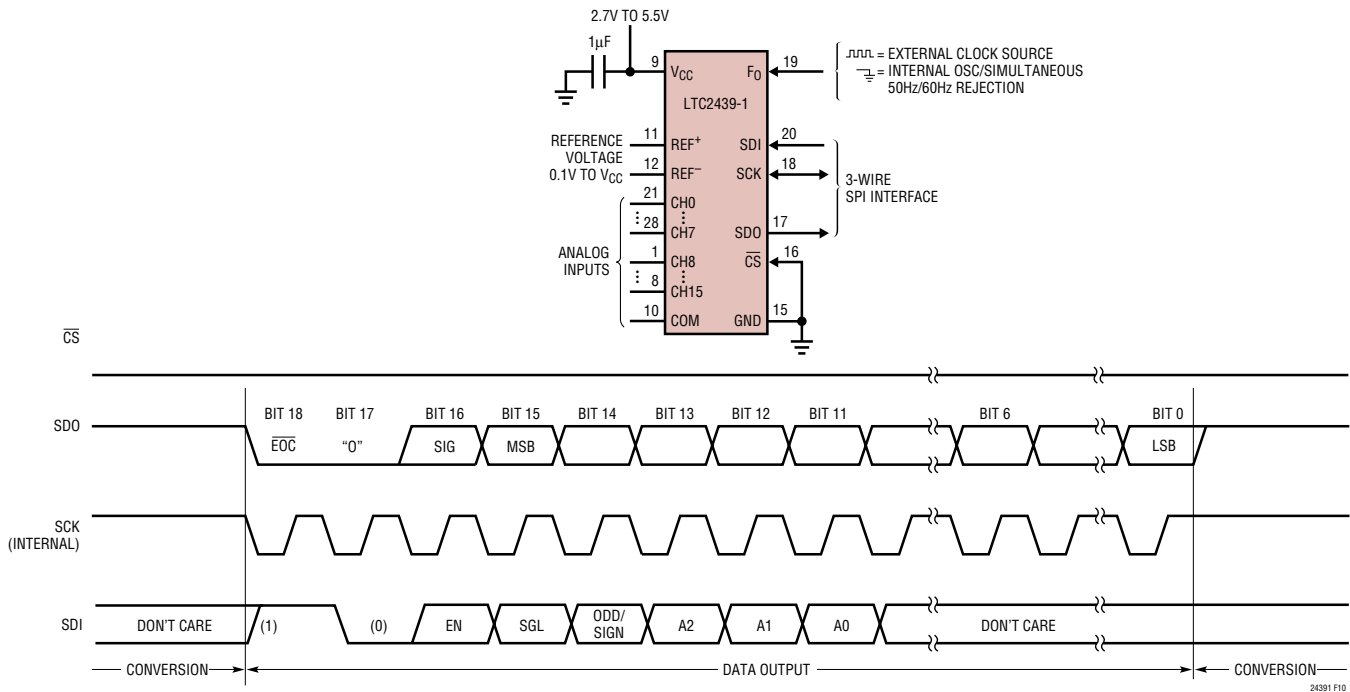 2.7V TO 5.5V
1µF
9 VCC FO 19
= EXTERNAL CLOCK SOURCE
= INTERNAL OSC/SIMULTANEOUS
50Hz/60Hz REJECTION
LTC2439-1
REFERENCE
VOLTAGE
0.1V TO VCC
11 REF+ SDI 20
12 REF– SCK 18
3-WIRE
SPI INTERFACE
21 CH0
28 CH7 SDO 17
ANALOG
INPUTS
1 CH8 CS 16
8 CH15
10 COM GND 15
CS
SDO
BIT 18 BIT 17 BIT 16 BIT 15 BIT 14 BIT 13 BIT 12 BIT 11 BIT 6 BIT 0
EOC “0” SIG MSB LSB
SCK
(INTERNAL)
SDI DON'T CARE (1) (0) EN SGL ODD/
SIGN A2 A1 A0 DON'T CARE
CONVERSION DATA OUTPUT CONVERSION
24391 F10